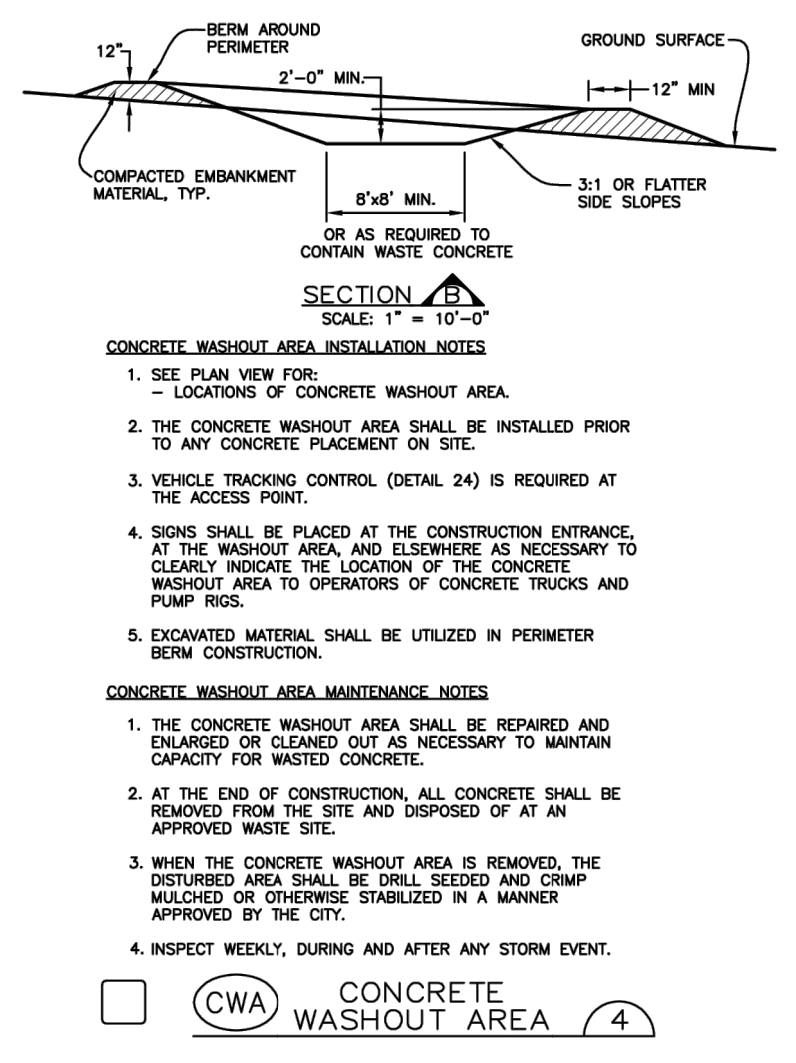 BERM AROUND
PERIMETER
12"
GROUND SURFACE
2'-0" MIN.
12" MIN
COMPACTED EMBANKMENT
MATERIAL, TYP.
8'x8' MIN.
3:1 OR FLATTER
SIDE SLOPES
OR AS REQUIRED TO
CONTAIN WASTE CONCRETE
SECTION B
SCALE: 1" = 10'-0"
CONCRETE WASHOUT AREA INSTALLATION NOTES
1. SEE PLAN VIEW FOR:
- LOCATIONS OF CONCRETE WASHOUT AREA.
2. THE CONCRETE WASHOUT AREA SHALL BE INSTALLED PRIOR
TO ANY CONCRETE PLACEMENT ON SITE.
3. VEHICLE TRACKING CONTROL (DETAIL 24) IS REQUIRED AT
THE ACCESS POINT.
4. SIGNS SHALL BE PLACED AT THE CONSTRUCTION ENTRANCE,
AT THE WASHOUT AREA, AND ELSEWHERE AS NECESSARY TO
CLEARLY INDICATE THE LOCATION OF THE CONCRETE
WASHOUT AREA TO OPERATORS OF CONCRETE TRUCKS AND
PUMP RIGS.
5. EXCAVATED MATERIAL SHALL BE UTILIZED IN PERIMETER
BERM CONSTRUCTION.
CONCRETE WASHOUT AREA MAINTENANCE NOTES
1. THE CONCRETE WASHOUT AREA SHALL BE REPAIRED AND
ENLARGED OR CLEANED OUT AS NECESSARY TO MAINTAIN
CAPACITY FOR WASTED CONCRETE.
2. AT THE END OF CONSTRUCTION, ALL CONCRETE SHALL BE
REMOVED FROM THE SITE AND DISPOSED OF AT AN
APPROVED WASTE SITE.
3. WHEN THE CONCRETE WASHOUT AREA IS REMOVED, THE
DISTURBED AREA SHALL BE DRILL SEEDED AND CRIMP
MULCHED OR OTHERWISE STABILIZED IN A MANNER
APPROVED BY THE CITY.
4. INSPECT WEEKLY, DURING AND AFTER ANY STORM EVENT.
CWA
CONCRETE
WASHOUT AREA
4